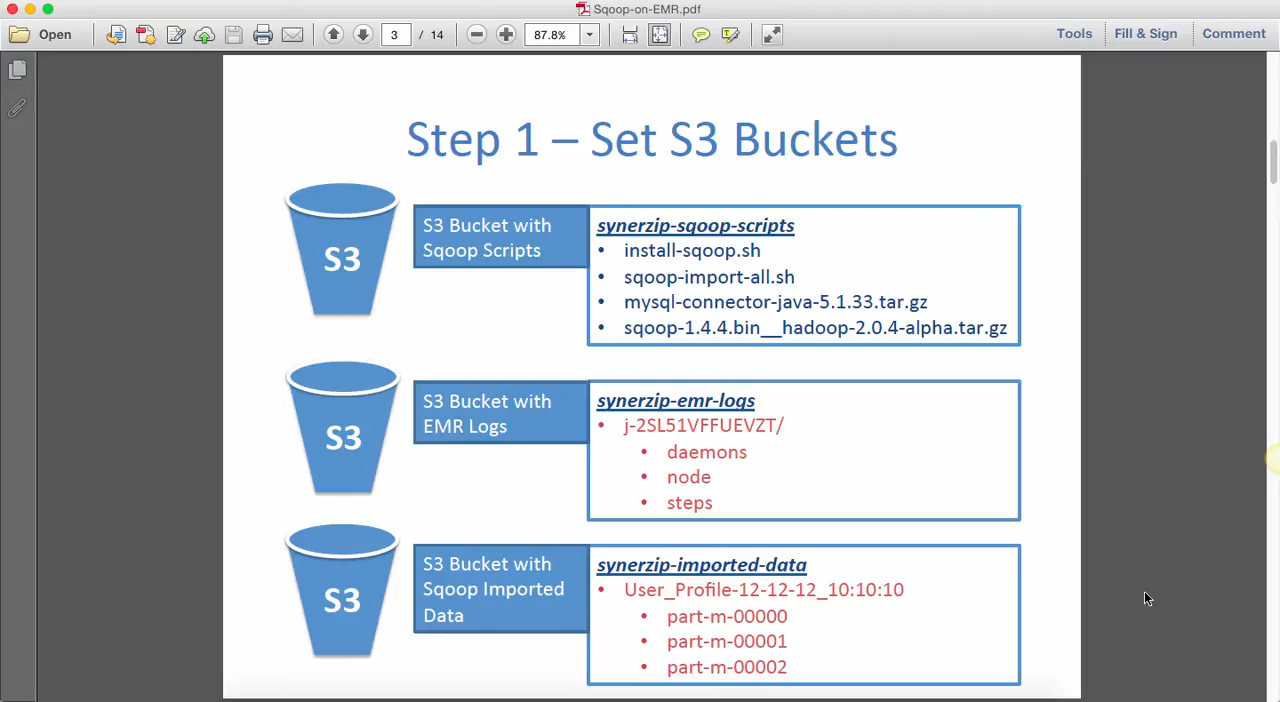 Sqoop-on-EMR.pdf
Open
3 / 14
87.8%
Tools
Fill & Sign
Comment
Step 1 – Set S3 Buckets
S3
S3 Bucket with
Sqoop Scripts
synerzip-sqoop-scripts
• install-sqoop.sh
• sqoop-import-all.sh
• mysql-connector-java-5.1.33.tar.gz
• sqoop-1.4.4.bin__hadoop-2.0.4-alpha.tar.gz
S3
S3 Bucket with
EMR Logs
synerzip-emr-logs
• j-2SL51VFFUEVZT/
• daemons
• node
• steps
S3
S3 Bucket with
Sqoop Imported
Data
synerzip-imported-data
• User_Profile-12-12-12_10:10:10
• part-m-00000
• part-m-00001
• part-m-00002